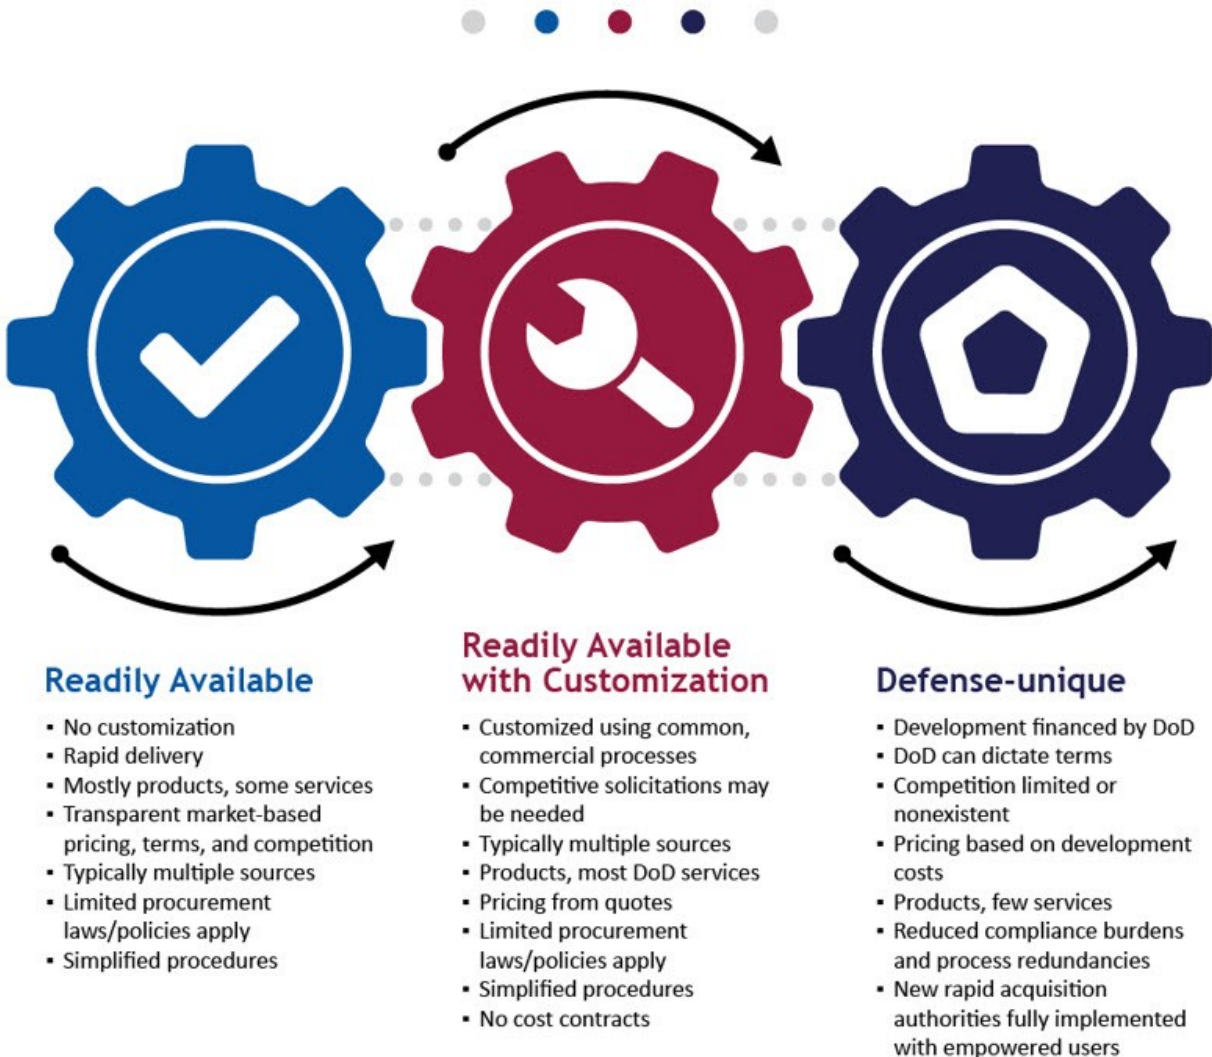 Readily Available
▪ No customization
▪ Rapid delivery
▪ Mostly products, some services
▪ Transparent market-based
pricing, terms, and competition
▪ Typically multiple sources
▪ Limited procurement
laws/policies apply
▪ Simplified procedures
Readily Available
with Customization
▪ Customized using common,
commercial processes
▪ Competitive solicitations may
be needed
▪ Typically multiple sources
▪ Products, most DoD services
▪ Pricing from quotes
▪ Limited procurement
laws/policies apply
▪ Simplified procedures
▪ No cost contracts
Defense-unique
▪ Development financed by DoD
▪ DoD can dictate terms
▪ Competition limited or
nonexistent
▪ Pricing based on development
costs
▪ Products, few services
▪ Reduced compliance burdens
and process redundancies
▪ New rapid acquisition
authorities fully implemented
with empowered users